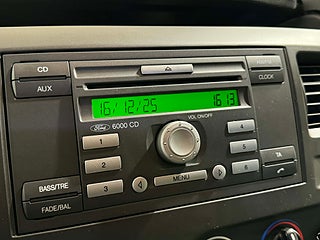 CD
AUX
CLOCK
16/12/25 16 13
VOL ON/OFF
Ford 6000 CD
1
2
3
4
5
6
MENU
TA
BASS/TRE
FADE/BAL